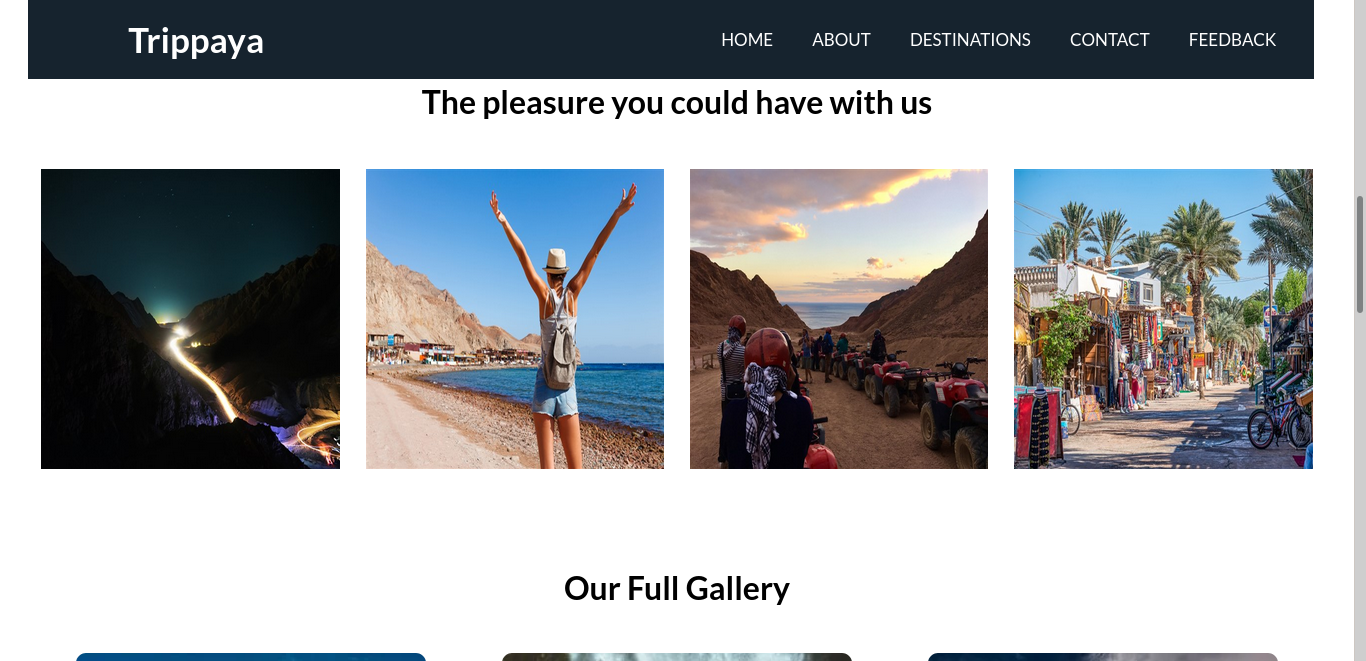 Trippaya
HOME ABOUT DESTINATIONS CONTACT FEEDBACK
The pleasure you could have with us
Our Full Gallery